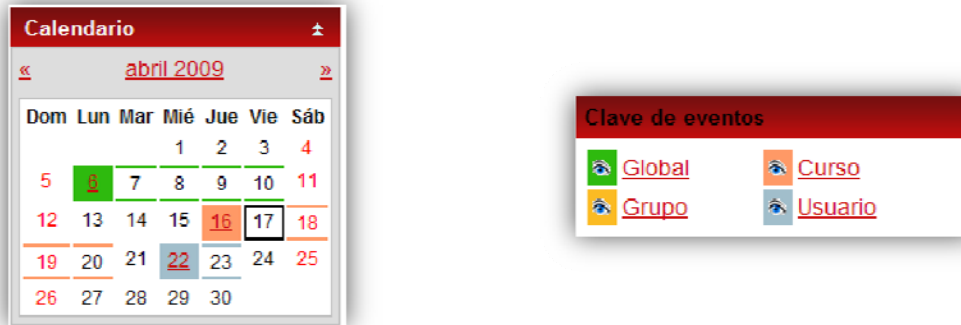 Calendario
« abril 2009 »
Dom Lun Mar Mié Jue Vie Sáb
1 2 3 4
5 6 7 8 9 10 11
12 13 14 15 16 17 18
19 20 21 22 23 24 25
26 27 28 29 30
Clave de eventos
Global Curso
Grupo Usuario